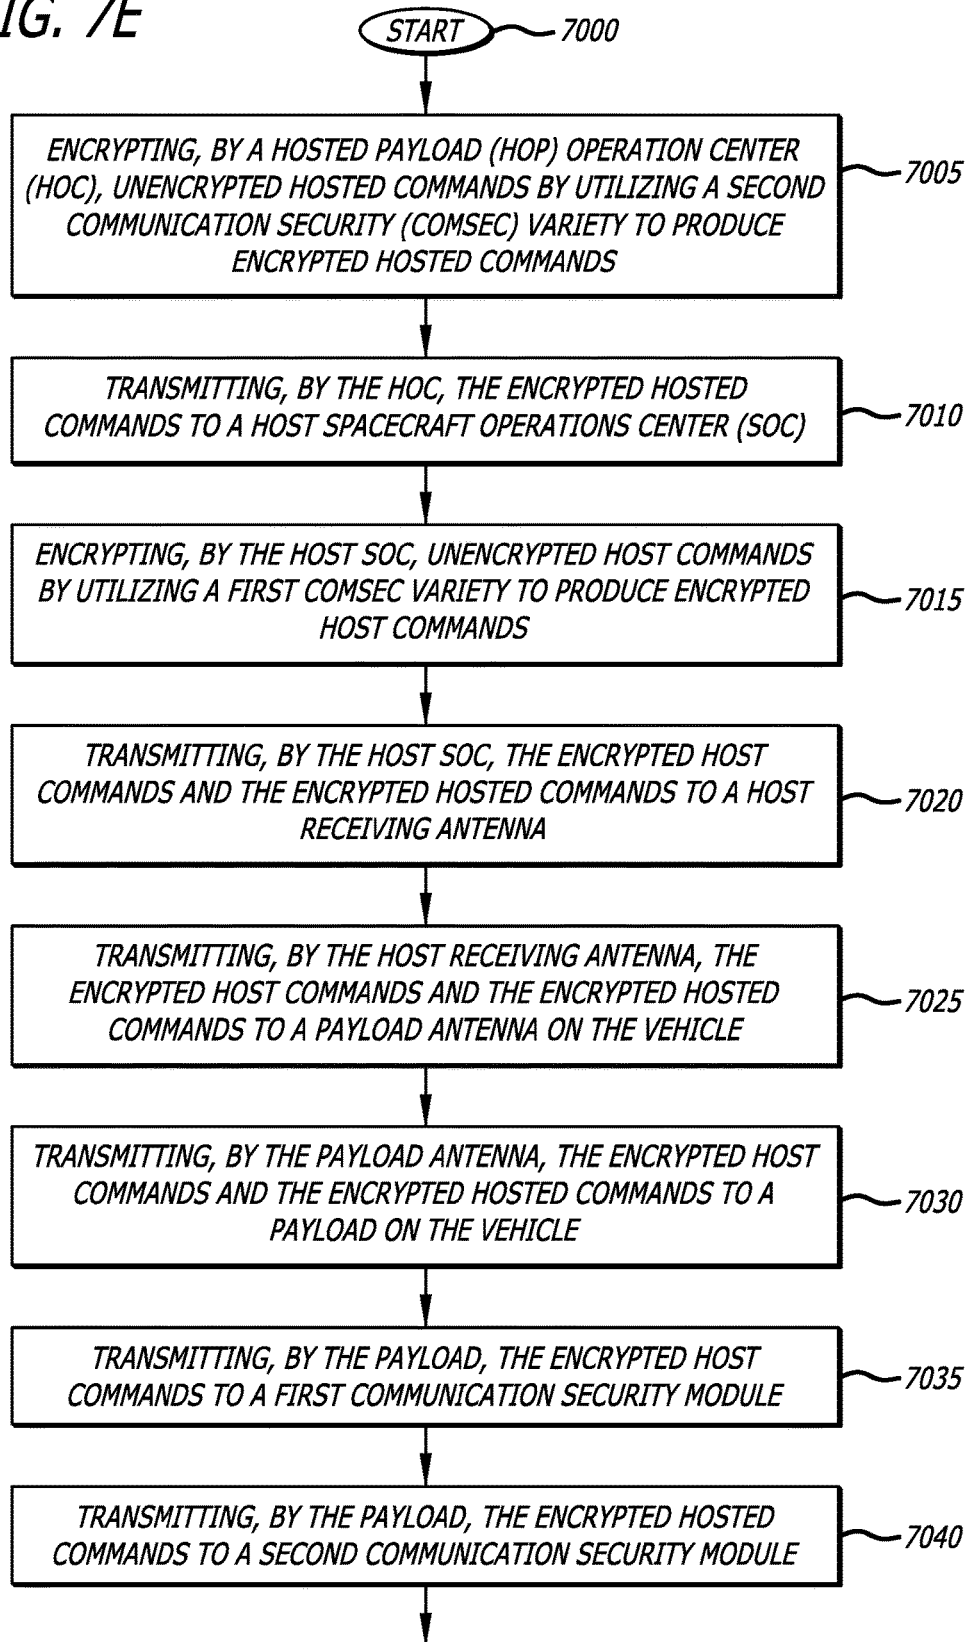 IG. 7E
START
7000
ENCRYPTING, BY A HOSTED PAYLOAD (HOP) OPERATION CENTER
(HOC), UNENCRYPTED HOSTED COMMANDS BY UTILIZING A SECOND
COMMUNICATION SECURITY (COMSEC) VARIETY TO PRODUCE
ENCRYPTED HOSTED COMMANDS
7005
TRANSMITTING, BY THE HOC, THE ENCRYPTED HOSTED
COMMANDS TO A HOST SPACECRAFT OPERATIONS CENTER (SOC)
7010
ENCRYPTING, BY THE HOST SOC, UNENCRYPTED HOST COMMANDS
BY UTILIZING A FIRST COMSEC VARIETY TO PRODUCE ENCRYPTED
HOST COMMANDS
7015
TRANSMITTING, BY THE HOST SOC, THE ENCRYPTED HOST
COMMANDS AND THE ENCRYPTED HOSTED COMMANDS TO A HOST
RECEIVING ANTENNA
7020
TRANSMITTING, BY THE HOST RECEIVING ANTENNA, THE
ENCRYPTED HOST COMMANDS AND THE ENCRYPTED HOSTED
COMMANDS TO A PAYLOAD ANTENNA ON THE VEHICLE
7025
TRANSMITTING, BY THE PAYLOAD ANTENNA, THE ENCRYPTED HOST
COMMANDS AND THE ENCRYPTED HOSTED COMMANDS TO A
PAYLOAD ON THE VEHICLE
7030
TRANSMITTING, BY THE PAYLOAD, THE ENCRYPTED HOST
COMMANDS TO A FIRST COMMUNICATION SECURITY MODULE
7035
TRANSMITTING, BY THE PAYLOAD, THE ENCRYPTED HOSTED
COMMANDS TO A SECOND COMMUNICATION SECURITY MODULE
7040